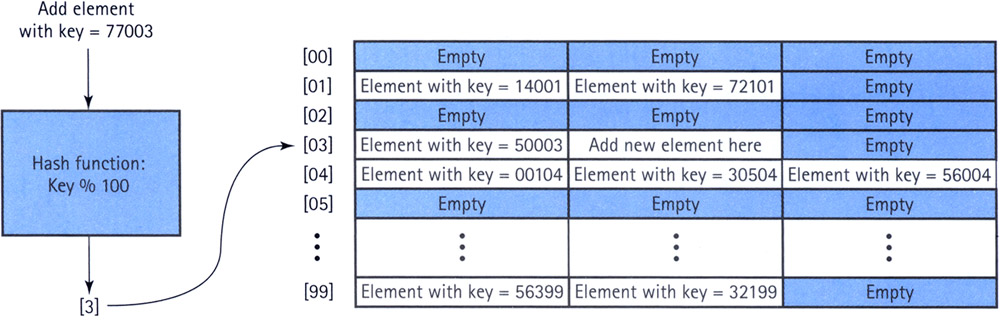 Add element
with key = 77003
Hash function:
Key % 100
[3]
[00] Empty Empty Empty
[01] Element with key = 14001 Element with key = 72101 Empty
[02] Empty Empty Empty
[03] Element with key = 50003 Add new element here Empty
[04] Element with key = 00104 Element with key = 30504 Element with key = 56004
[05] Empty Empty Empty
[99] Element with key = 56399 Element with key = 32199 Empty